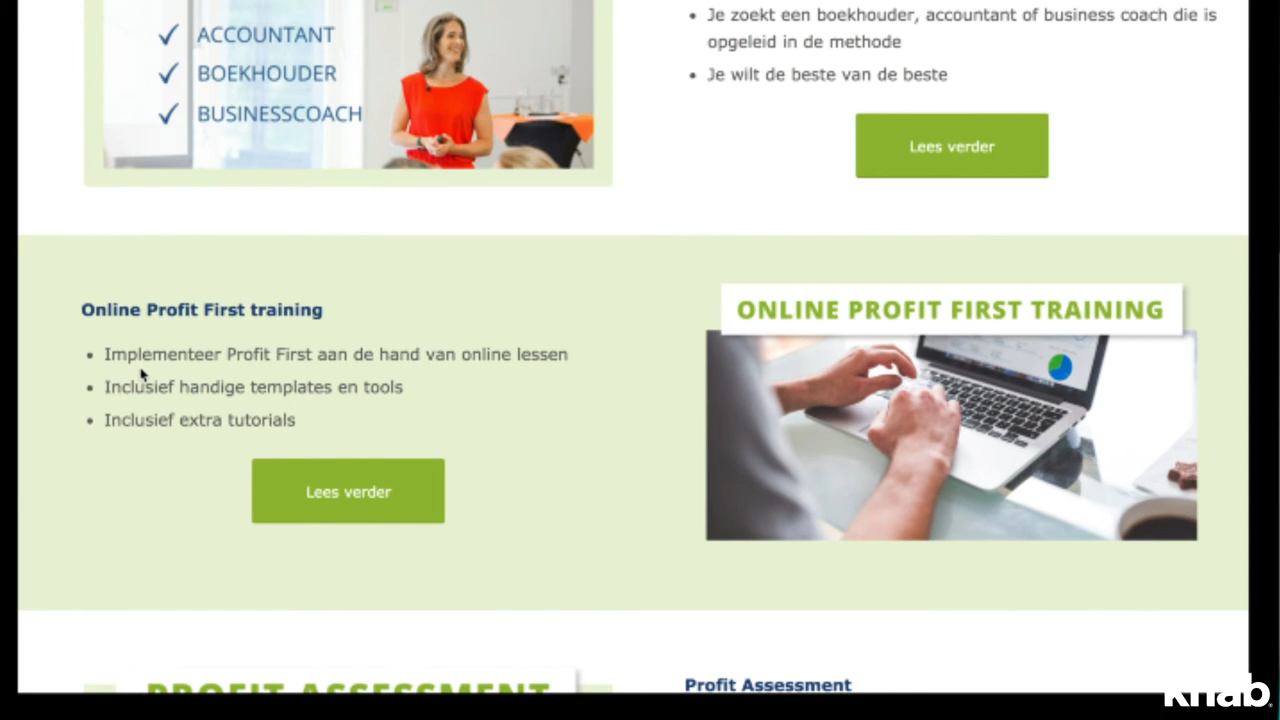 ACCOUNTANT
BOEKHOUDER
BUSINESSCOACH
Je zoekt een boekhouder, accountant of business coach die is
opgeleid in de methode
Je wilt de beste van de beste
Lees verder
Online Profit First training
Implementeer Profit First aan de hand van online lessen
Inclusief handige templates en tools
Inclusief extra tutorials
Lees verder
ONLINE PROFIT FIRST TRAINING
PROFIT ASSESSMENT
Profit Assessment
knab.